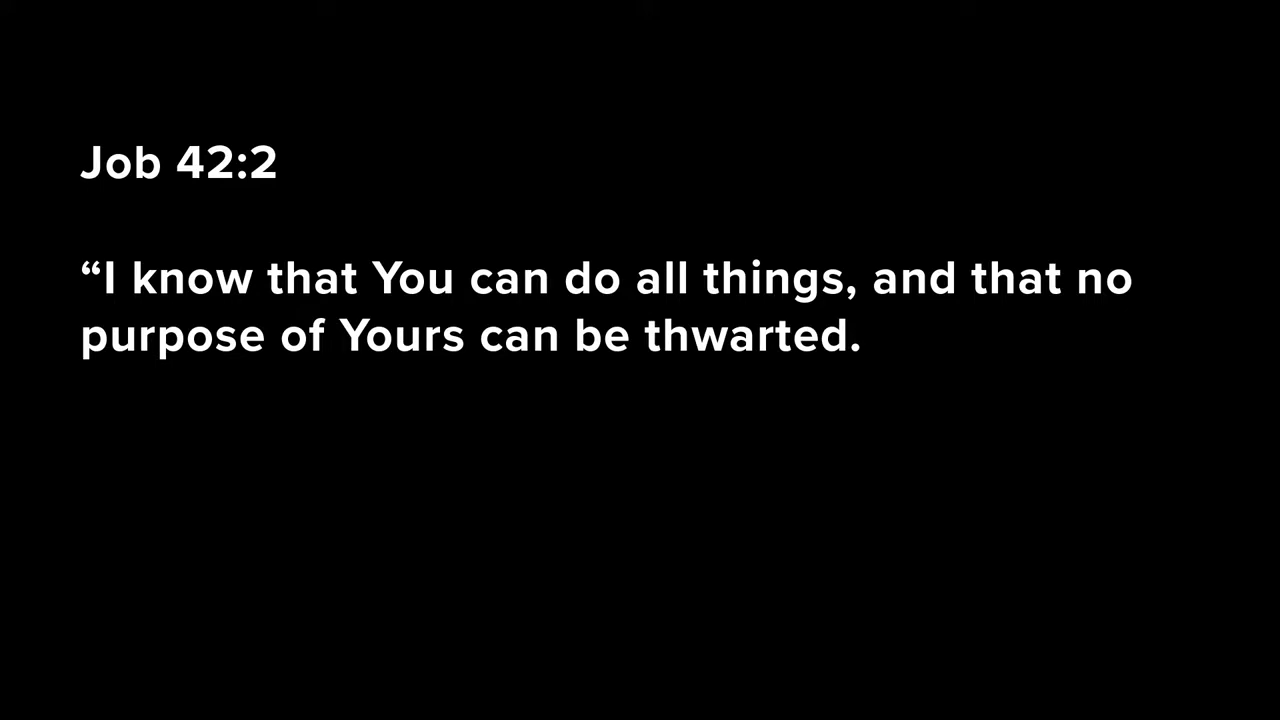 Job 42:2
“I know that You can do all things, and that no
purpose of Yours can be thwarted.